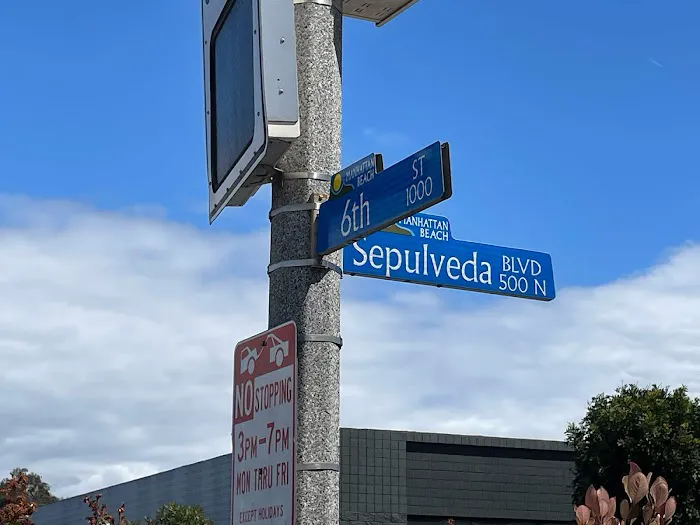 MANHATTAN
BEACH
6th ST
1000
MANHATTAN
BEACH
Sepulveda BLVD
500 N
NO STOPPING
3PM-7PM
MON THRU FRI
EXCEPT HOLIDAYS